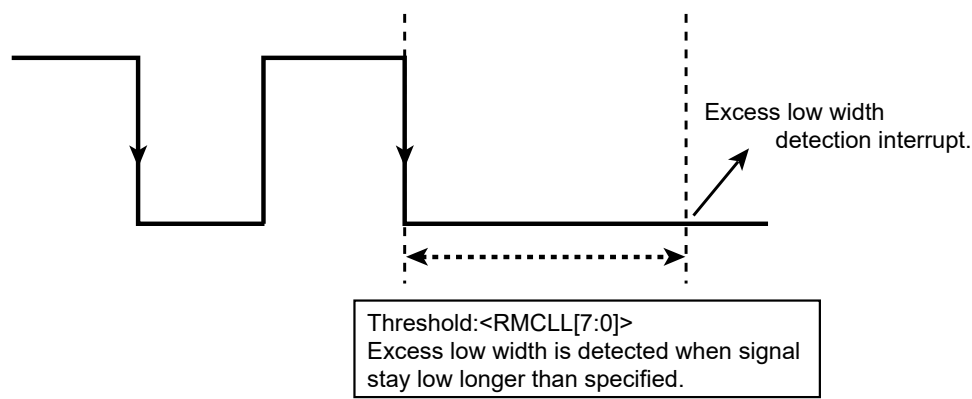 Excess low width
detection interrupt.
Threshold:<RMCLL[7:0]>
Excess low width is detected when signal
stay low longer than specified.